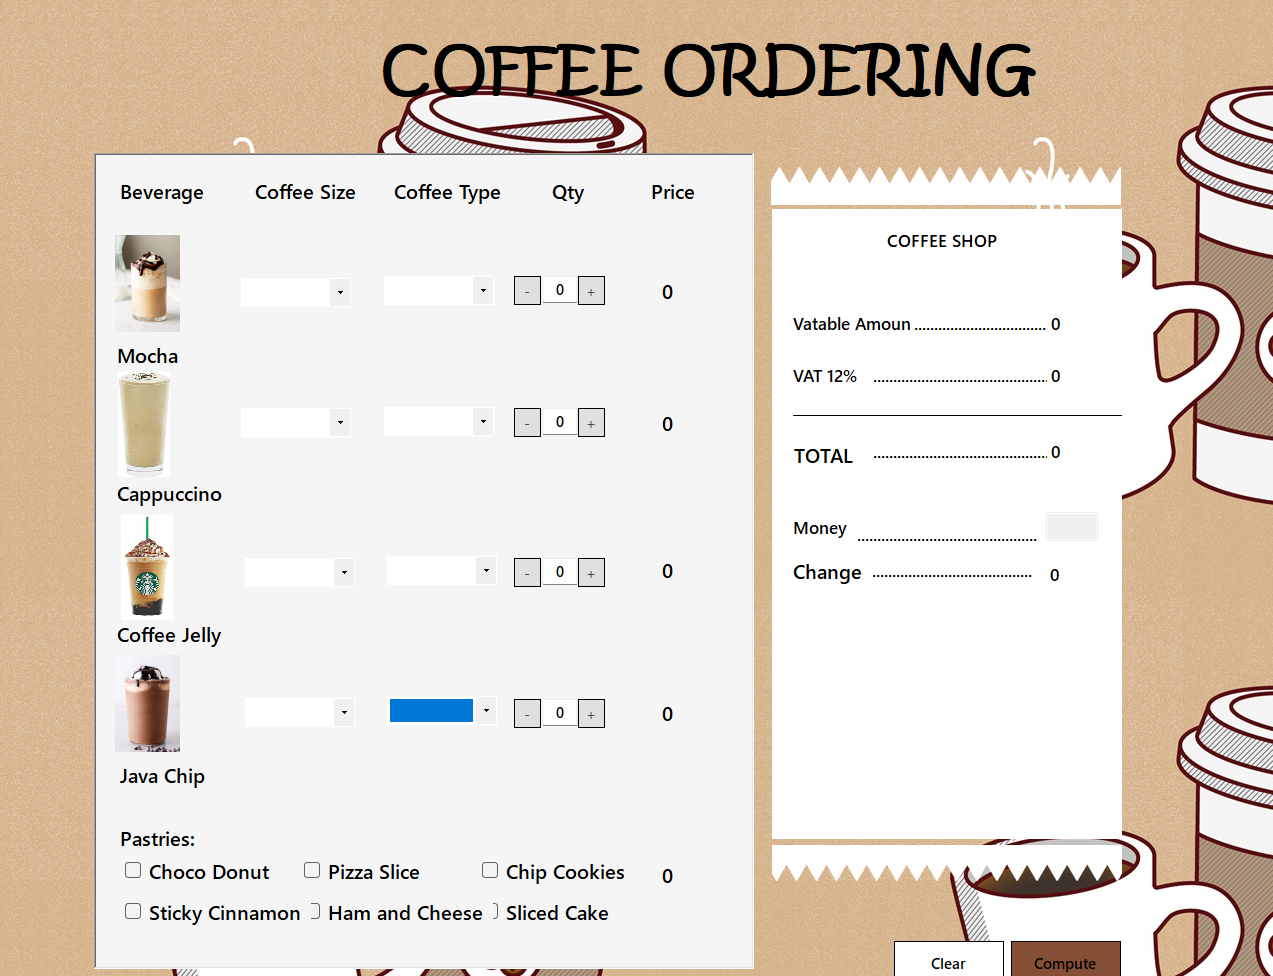 COFFEE ORDERING
Beverage Coffee Size Coffee Type Qty Price
- 0 + 0
Mocha
- 0 + 0
Cappuccino
- 0 + 0
Coffee Jelly
- 0 + 0
Java Chip
Pastries:
Choco Donut Pizza Slice Chip Cookies 0
Sticky Cinnamon Ham and Cheese Sliced Cake
COFFEE SHOP
Vatable Amoun ................................. 0
VAT 12% ............................................ 0
TOTAL ............................................ 0
Money .............................................
Change ........................................ 0
Clear Compute